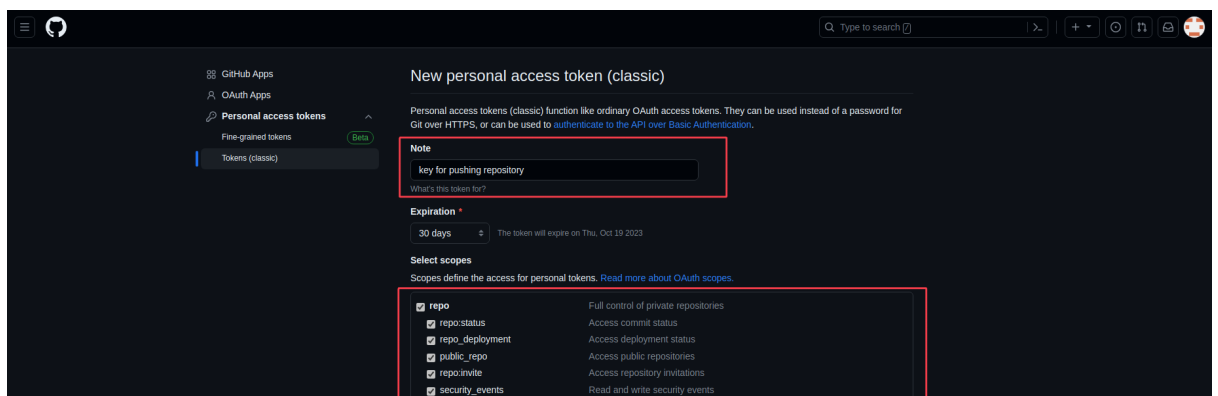 Type to search /
GitHub Apps
OAuth Apps
Personal access tokens
Fine-grained tokens Beta
Tokens (classic)
New personal access token (classic)
Personal access tokens (classic) function like ordinary OAuth access tokens. They can be used instead of a password for
Git over HTTPS, or can be used to authenticate to the API over Basic Authentication.
Note
key for pushing repository
What's this token for?
Expiration *
30 days The token will expire on Thu, Oct 19 2023
Select scopes
Scopes define the access for personal tokens. Read more about OAuth scopes.
repo Full control of private repositories
repo:status Access commit status
repo_deployment Access deployment status
public_repo Access public repositories
repo:invite Access repository invitations
security_events Read and write security events